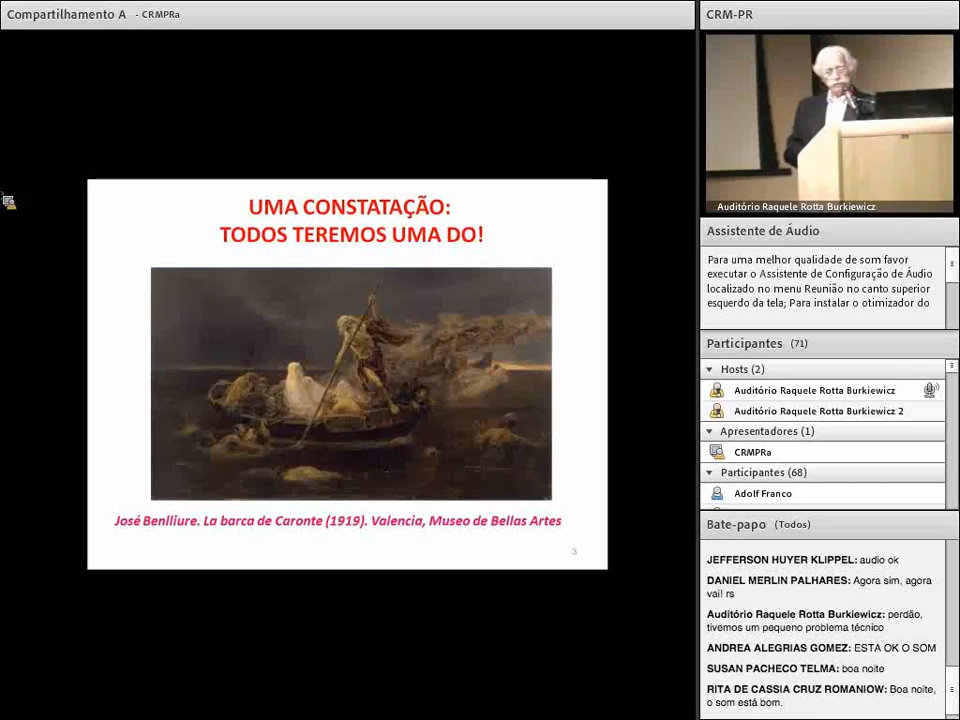 Compartilhamento A - CRMPRa
UMA CONSTATAÇÃO:
TODOS TEREMOS UMA DO!
José Benlliure. La barca de Caronte (1919). Valencia, Museo de Bellas Artes
3
CRM-PR
Auditório Raquele Rotta Burkiewicz
Assistente de Áudio
Para uma melhor qualidade de som favor
executar o Assistente de Configuração de Áudio
localizado no menu Reunião no canto superior
esquerdo da tela; Para instalar o otimizador do
Participantes (71)
Hosts (2)
Auditório Raquele Rotta Burkiewicz
Auditório Raquele Rotta Burkiewicz 2
Apresentadores (1)
CRMPRa
Participantes (68)
Adolf Franco
Bate-papo (Todos)
JEFFERSON HUYER KLIPPEL: audio ok
DANIEL MERLIN PALHARES: Agora sim, agora
vai! rs
Auditório Raquele Rotta Burkiewicz: perdão,
tivemos um pequeno problema técnico
ANDREA ALEGRIAS GOMEZ: ESTA OK O SOM
SUSAN PACHECO TELMA: boa noite
RITA DE CASSIA CRUZ ROMANIOW: Boa noite,
o som está bom.